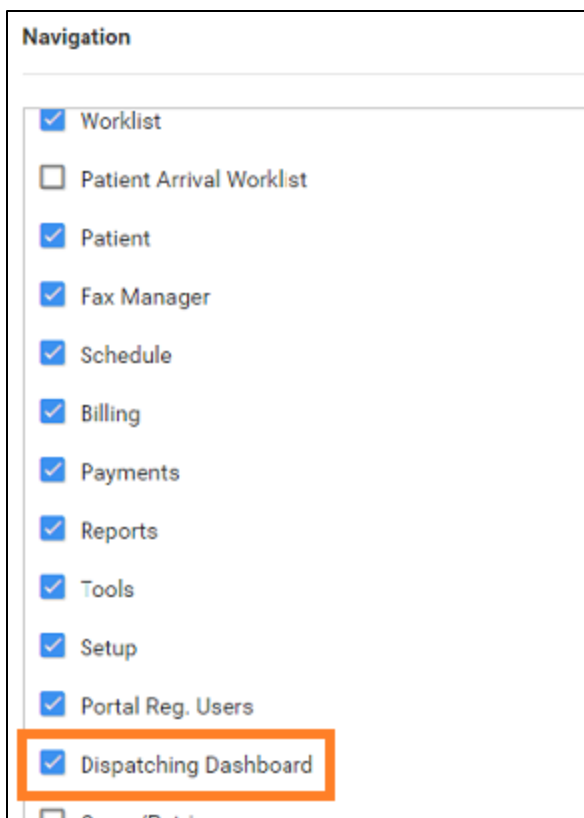 Navigation
Worklist
Patient Arrival Worklist
Patient
Fax Manager
Schedule
Billing
Payments
Reports
Tools
Setup
Portal Reg. Users
Dispatching Dashboard